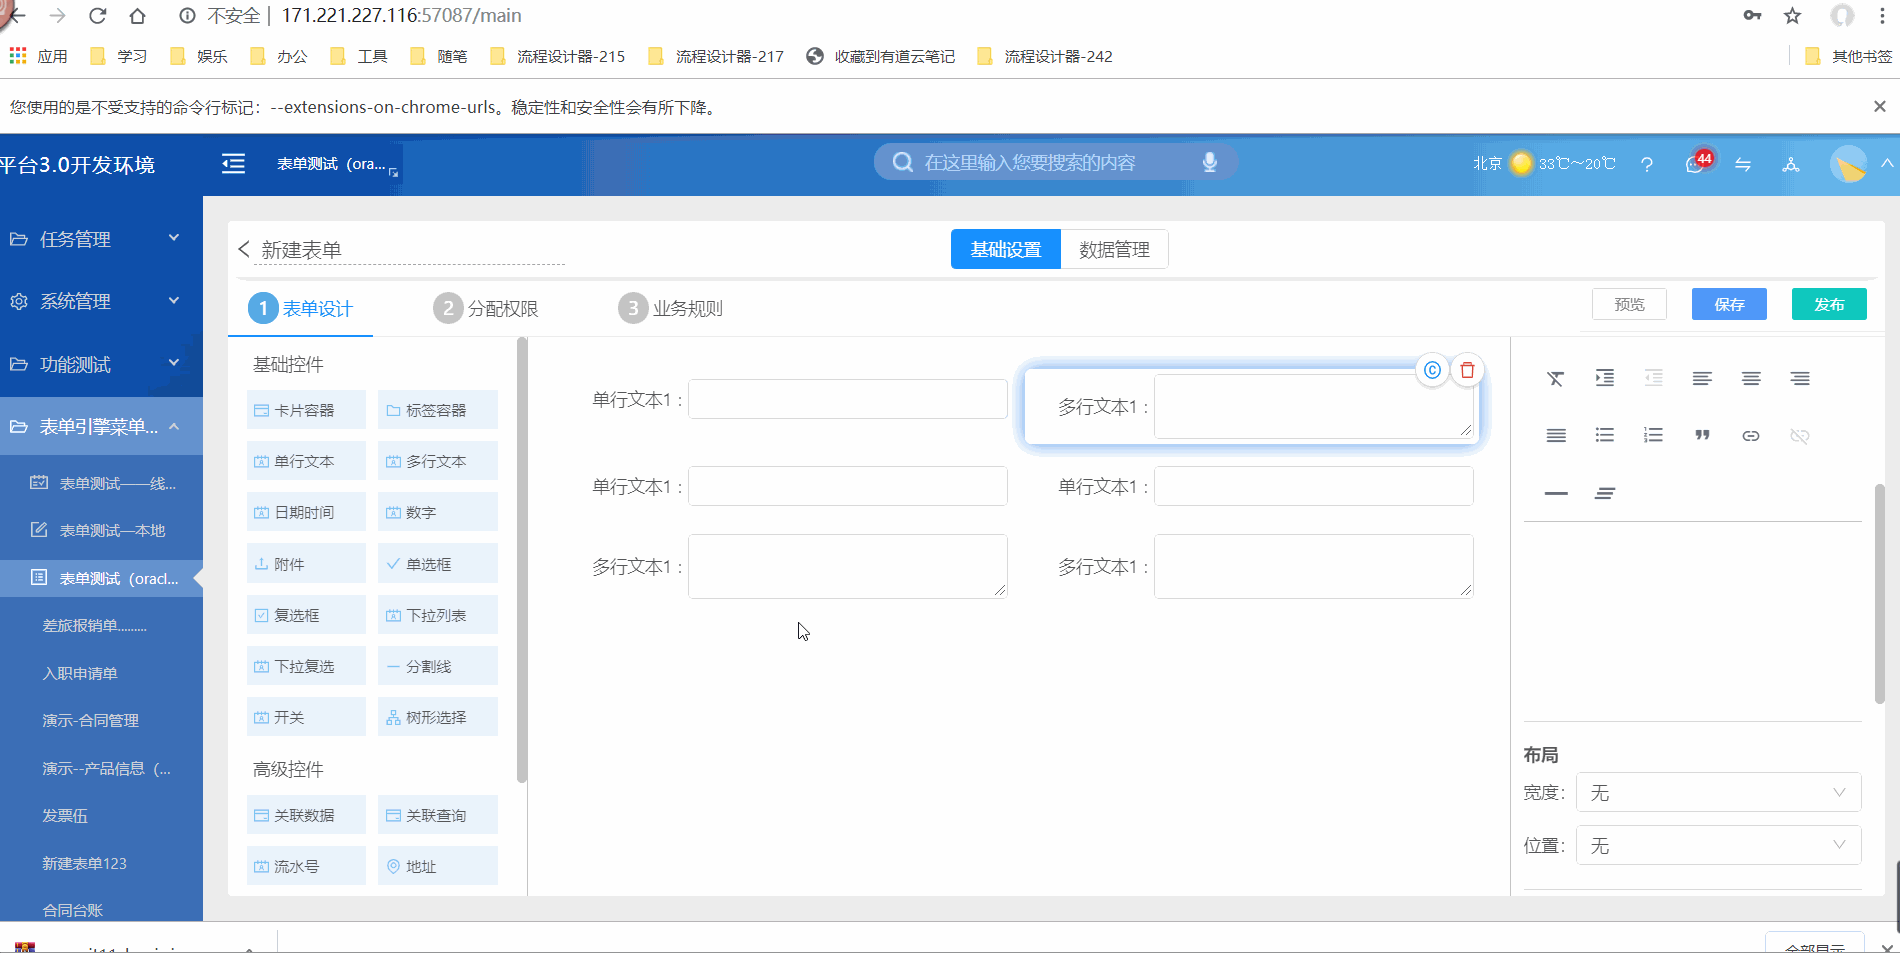 不安全 | 171.221.227.116:57087/main
应用 学习 娱乐 办公 工具 随笔 流程设计器-215 流程设计器-217 收藏到有道云笔记 流程设计器-242 其他书签
您使用的是不受支持的命令行标记：--extensions-on-chrome-urls。稳定性和安全性会有所下降。
平台3.0开发环境 表单测试（ora... 在这里输入您要搜索的内容 北京 33℃～20℃ ? 44
任务管理
系统管理
功能测试
表单引擎菜单...
表单测试——线...
表单测试—本地
表单测试（oracl...
差旅报销单.........
入职申请单
演示-合同管理
演示--产品信息（...
发票伍
新建表单123
合同台账
新建表单 基础设置 数据管理
1 表单设计 2 分配权限 3 业务规则 预览 保存 发布
基础控件
卡片容器 标签容器
单行文本 多行文本
日期时间 数字
附件 单选框
复选框 下拉列表
下拉复选 分割线
开关 树形选择
高级控件
关联数据 关联查询
流水号 地址
单行文本1： 多行文本1：
单行文本1： 单行文本1：
多行文本1： 多行文本1：
布局
宽度： 无
位置： 无
全部显示